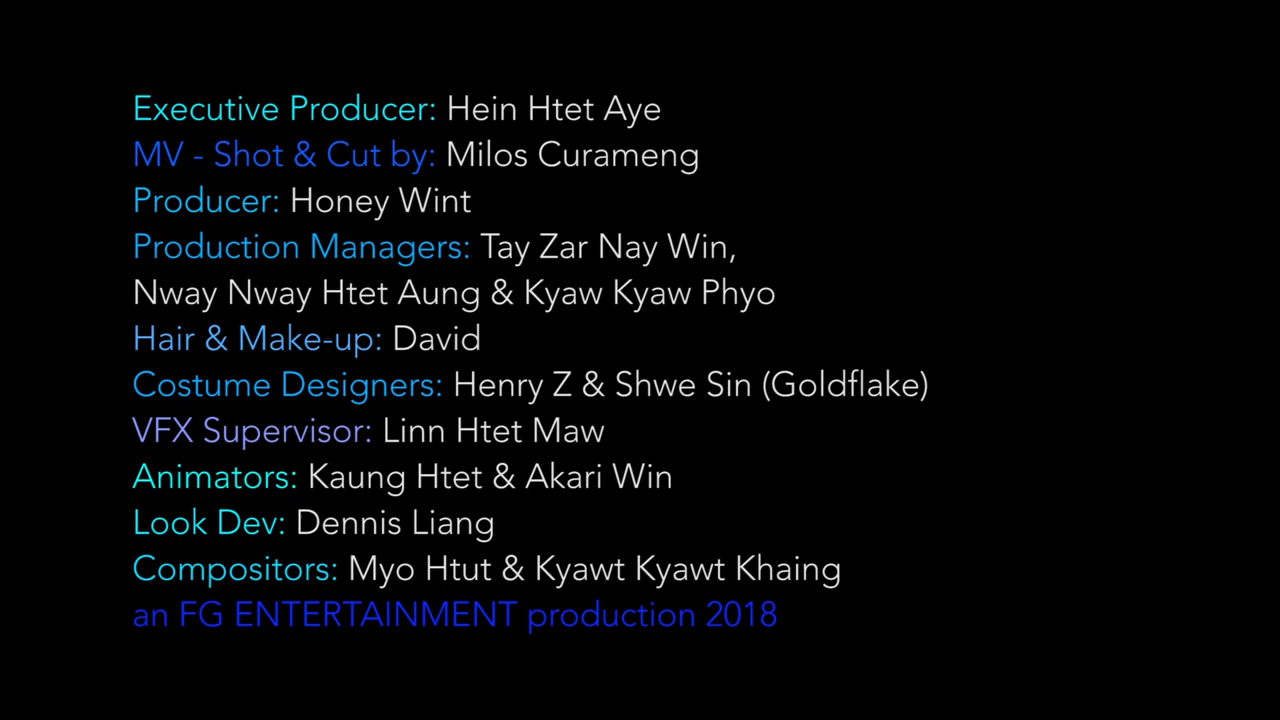 Executive Producer: Hein Htet Aye
MV - Shot & Cut by: Milos Curameng
Producer: Honey Wint
Production Managers: Tay Zar Nay Win,
Nway Nway Htet Aung & Kyaw Kyaw Phyo
Hair & Make-up: David
Costume Designers: Henry Z & Shwe Sin (Goldflake)
VFX Supervisor: Linn Htet Maw
Animators: Kaung Htet & Akari Win
Look Dev: Dennis Liang
Compositors: Myo Htut & Kyawt Kyawt Khaing
an FG ENTERTAINMENT production 2018